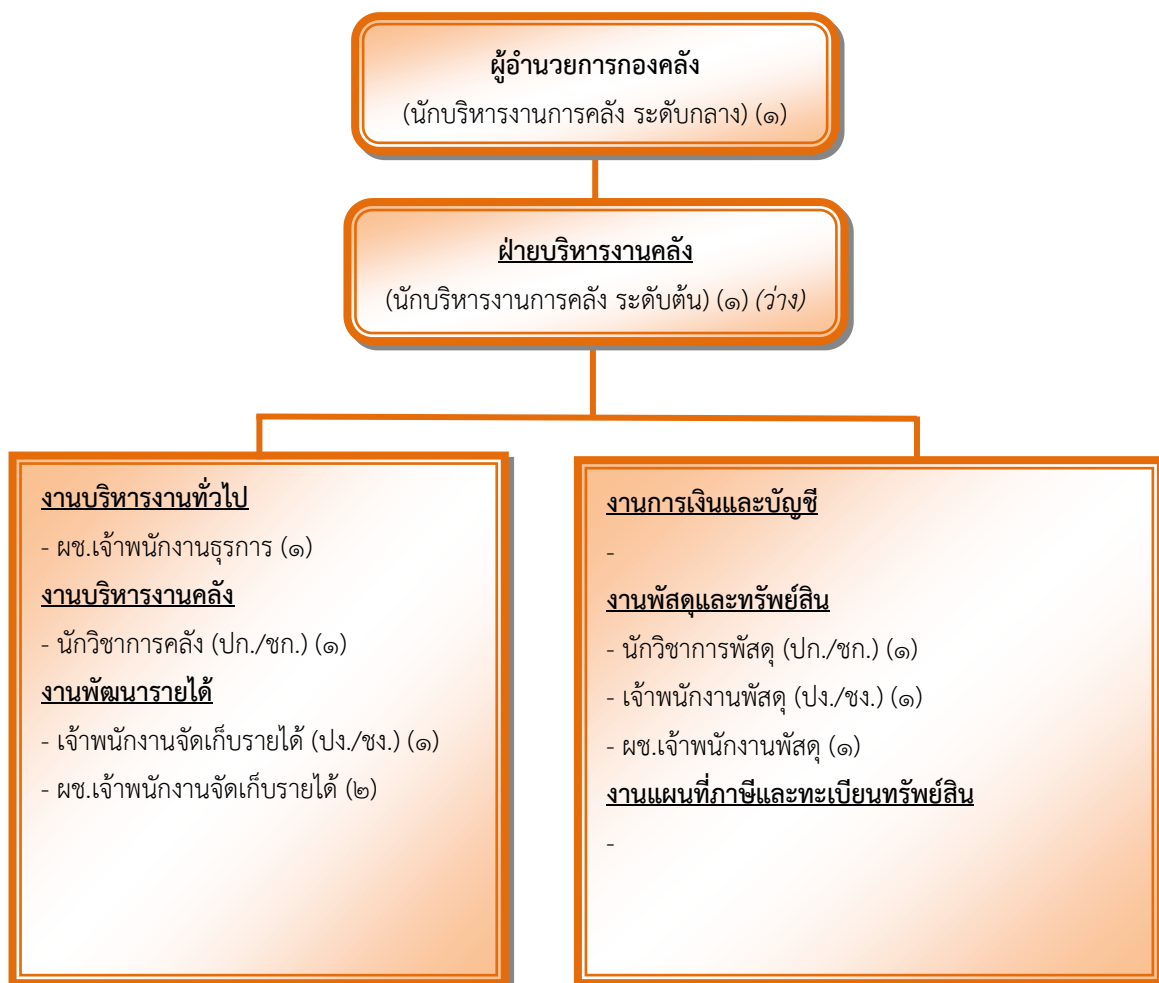 ผู้อำนวยการกองคลัง
(นักบริหารงานการคลัง ระดับกลาง) (๑)
ฝ่ายบริหารงานคลัง
(นักบริหารงานการคลัง ระดับต้น) (๑) (ว่าง)
งานบริหารงานทั่วไป
- ผช.เจ้าพนักงานธุรการ (๑)
งานบริหารงานคลัง
- นักวิชาการคลัง (ปก./ชก.) (๑)
งานพัฒนารายได้
- เจ้าพนักงานจัดเก็บรายได้ (ปง./ชง.) (๑)
- ผช.เจ้าพนักงานจัดเก็บรายได้ (๒)
งานการเงินและบัญชี
-
งานพัสดุและทรัพย์สิน
- นักวิชาการพัสดุ (ปก./ชก.) (๑)
- เจ้าพนักงานพัสดุ (ปง./ชง.) (๑)
- ผช.เจ้าพนักงานพัสดุ (๑)
งานแผนที่ภาษีและทะเบียนทรัพย์สิน
-